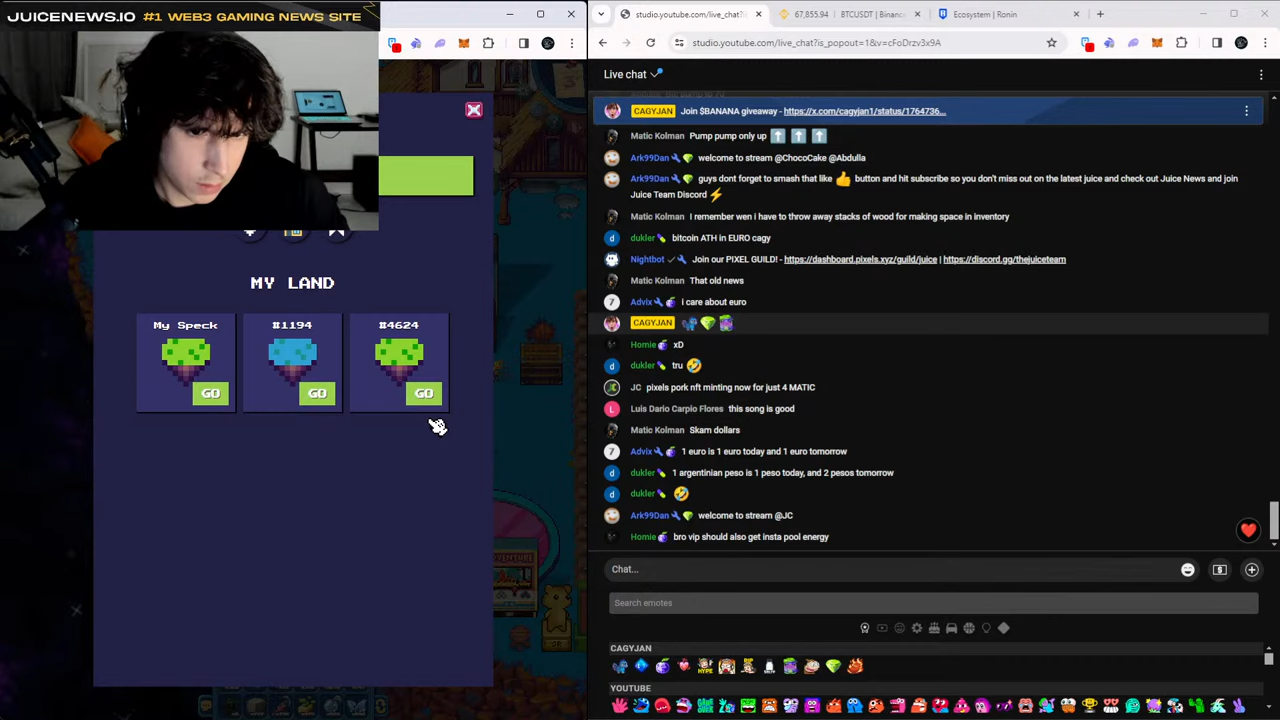 JUICENEWS.IO #1 WEB3 GAMING NEWS SITE
MY LAND
My Speck
#1194
#4624
GO
GO
GO
studio.youtube.com/live_chat?i
67,855.94 | BTCUSDT | Binanc
Ecosystem | Ronin
studio.youtube.com/live_chat?is_popout=1&v=cFoDrzv3x9A
Live chat
CAGYJAN Join $BANANA giveaway - https://x.com/cagyjan1/status/1764736...
Matic Kolman Pump pump only up ⬆️ ⬆️ ⬆️
Ark99Dan welcome to stream @ChocoCake @Abdulla
Ark99Dan guys dont forget to smash that like 👍 button and hit subscribe so you don't miss out on the latest juice and check out Juice News and join
Juice Team Discord ⚡
Matic Kolman I remember wen i have to throw away stacks of wood for making space in inventory
dukler bitcoin ATH in EURO cagy
Nightbot Join our PIXEL GUILD! - https://dashboard.pixels.xyz/guild/juice | https://discord.gg/thejuiceteam
Matic Kolman That old news
7 Advix i care about euro
CAGYJAN
Homie xD
d dukler tru 🤣
JC pixels pork nft minting now for just 4 MATIC
L Luis Dario Carpio Flores this song is good
Matic Kolman Skam dollars
7 Advix 1 euro is 1 euro today and 1 euro tomorrow
d dukler 1 argentinian peso is 1 peso today, and 2 pesos tomorrow
d dukler 🤣
Ark99Dan welcome to stream @JC
Homie bro vip should also get insta pool energy
Chat...
Search emotes
CAGYJAN
HYPE
YOUTUBE